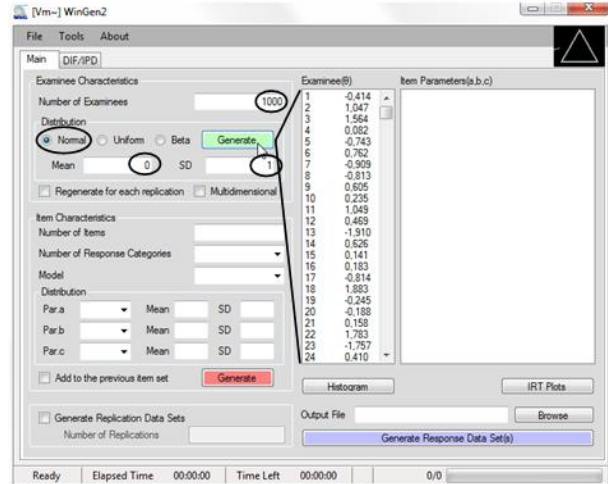 [Vm~] WinGen2
File Tools About
Main DIF/IPD
Examinee Characteristics
Number of Examinees 1000
Distribution
Normal Uniform Beta Generate
Mean 0 SD 1
Regenerate for each replication Multidimensional
Item Characteristics
Number of Items
Number of Response Categories
Model
Distribution
Par.a Mean SD
Par.b Mean SD
Par.c Mean SD
Add to the previous item set Generate
Generate Replication Data Sets
Number of Replications
Examinee(θ)
1 -0,414
2 1,047
3 1,564
4 0,082
5 -0,743
6 0,762
7 -0,909
8 -0,813
9 0,605
10 0,235
11 1,049
12 0,469
13 -1,910
14 0,626
15 0,141
16 0,183
17 -0,814
18 1,883
19 -0,245
20 -0,188
21 0,158
22 1,783
23 -1,757
24 0,410
Item Parameters(a,b,c)
Histogram IRT Plots
Output File Browse
Generate Response Data Set(s)
Ready Elapsed Time 00:00:00 Time Left 00:00:00 0/0